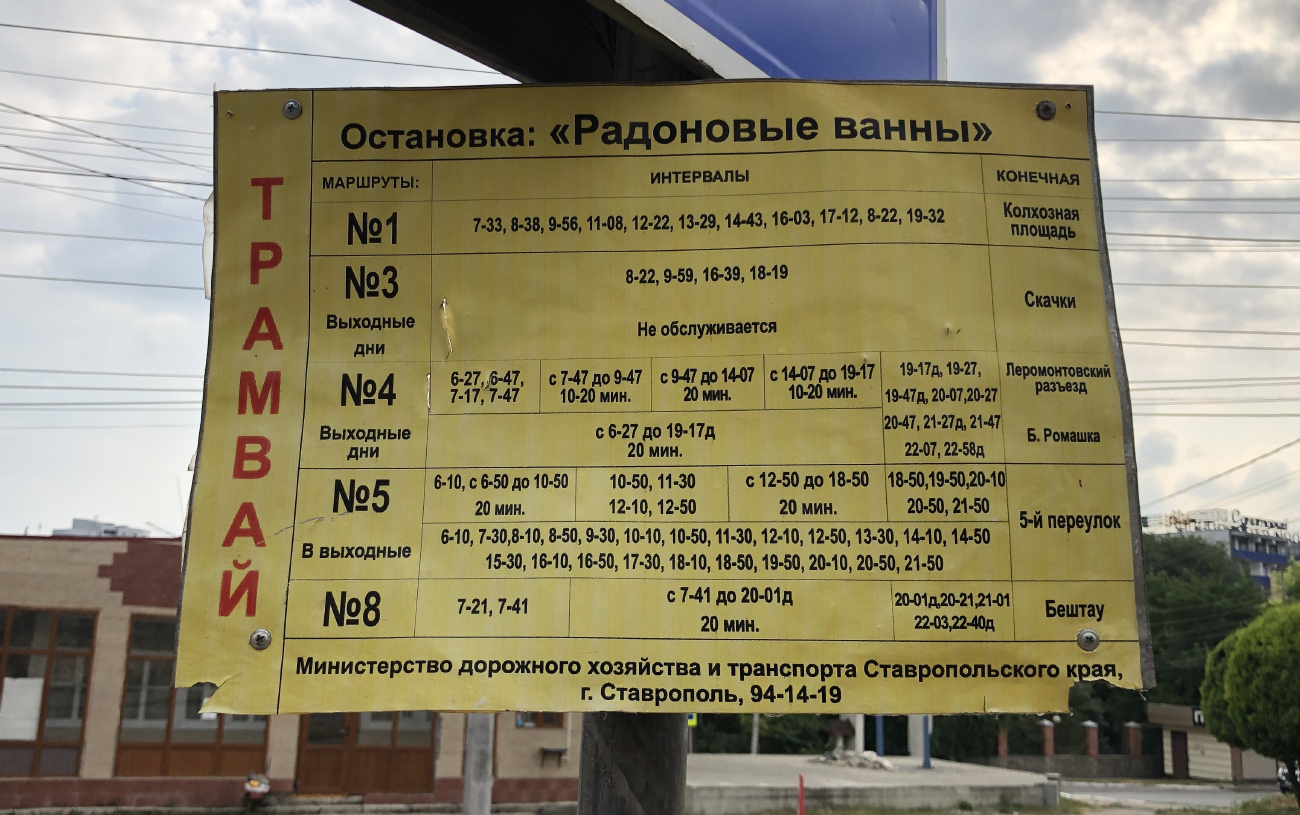 ТРАМВАЙ
Остановка: «Радоновые ванны»
МАРШРУТЫ: ИНТЕРВАЛЫ КОНЕЧНАЯ
№1 7-33, 8-38, 9-56, 11-08, 12-22, 13-29, 14-43, 16-03, 17-12, 8-22, 19-32 Колхозная
площадь
№3 8-22, 9-59, 16-39, 18-19
Скачки
Выходные
дни
Не обслуживается
№4 6-27, 6-47,
7-17, 7-47
с 7-47 до 9-47
10-20 мин.
с 9-47 до 14-07
20 мин.
с 14-07 до 19-17
10-20 мин.
19-17д, 19-27,
19-47д, 20-07,20-27
20-47, 21-27д, 21-47
22-07, 22-58д
Леромонтовский
разъезд
Выходные
дни
с 6-27 до 19-17д
20 мин.
Б. Ромашка
№5 6-10, с 6-50 до 10-50
20 мин.
10-50, 11-30
12-10, 12-50
с 12-50 до 18-50
20 мин.
18-50,19-50,20-10
20-50, 21-50
5-й переулок
В выходные
6-10, 7-30,8-10, 8-50, 9-30, 10-10, 10-50, 11-30, 12-10, 12-50, 13-30, 14-10, 14-50
15-30, 16-10, 16-50, 17-30, 18-10, 18-50, 19-50, 20-10, 20-50, 21-50
№8 7-21, 7-41
с 7-41 до 20-01д
20 мин.
20-01д,20-21,21-01
22-03,22-40д
Бештау
Министерство дорожного хозяйства и транспорта Ставропольского края,
г. Ставрополь, 94-14-19